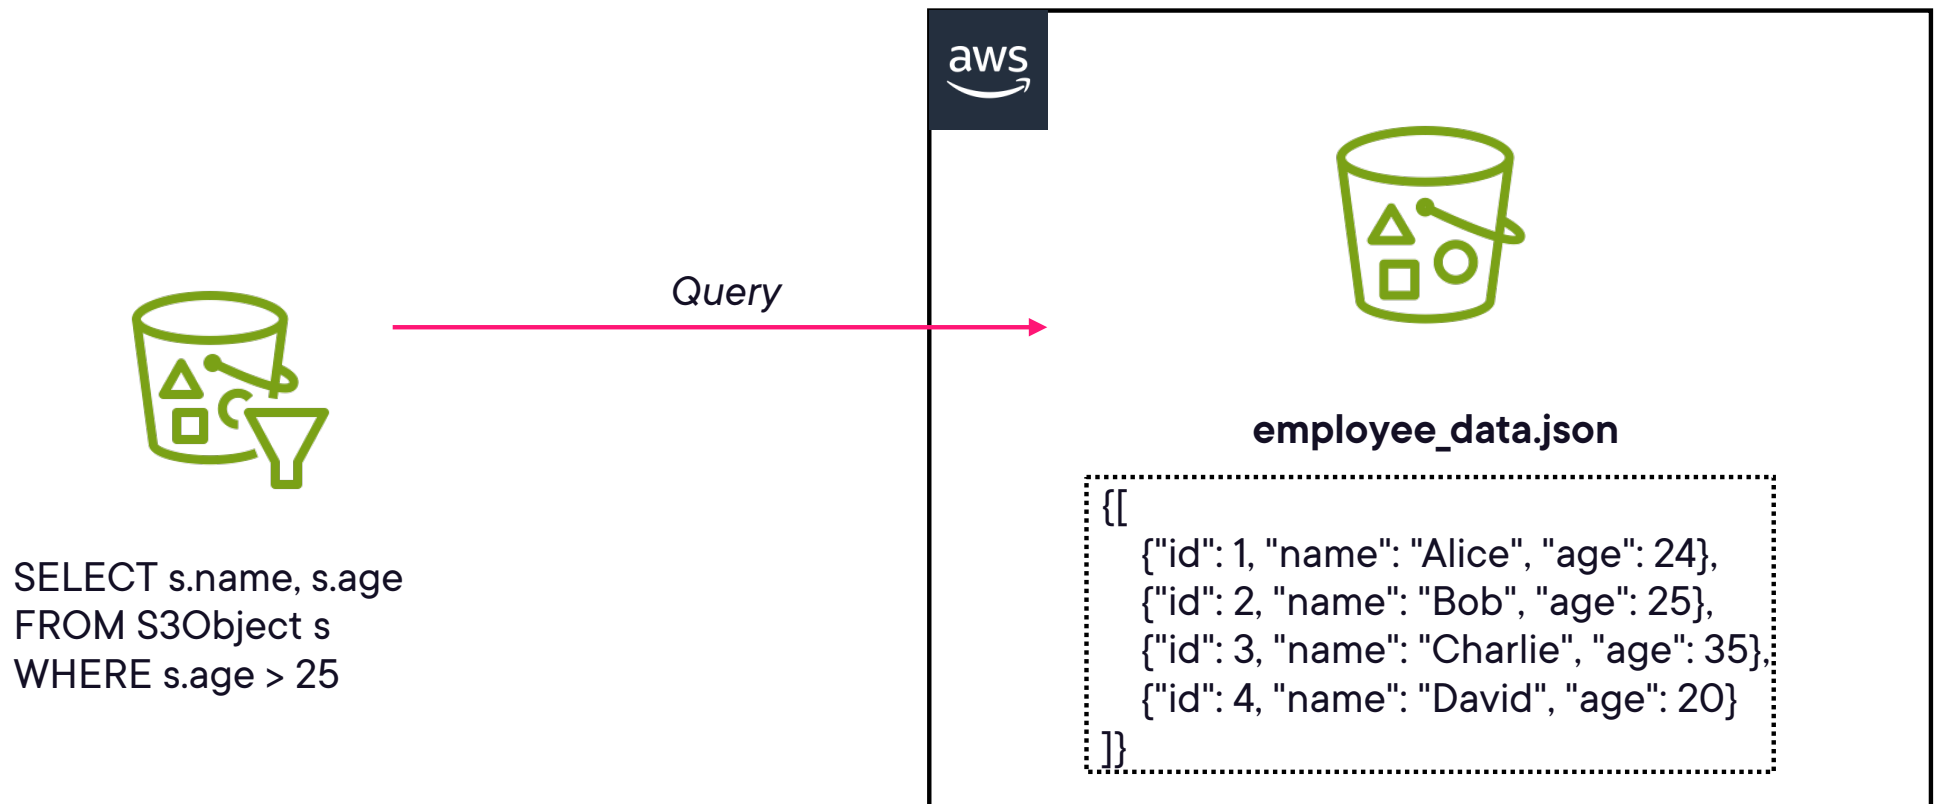 aws
Query
SELECT s.name, s.age
FROM S3Object s
WHERE s.age > 25
employee_data.json
{[
{"id": 1, "name": "Alice", "age": 24},
{"id": 2, "name": "Bob", "age": 25},
{"id": 3, "name": "Charlie", "age": 35},
{"id": 4, "name": "David", "age": 20}
]}